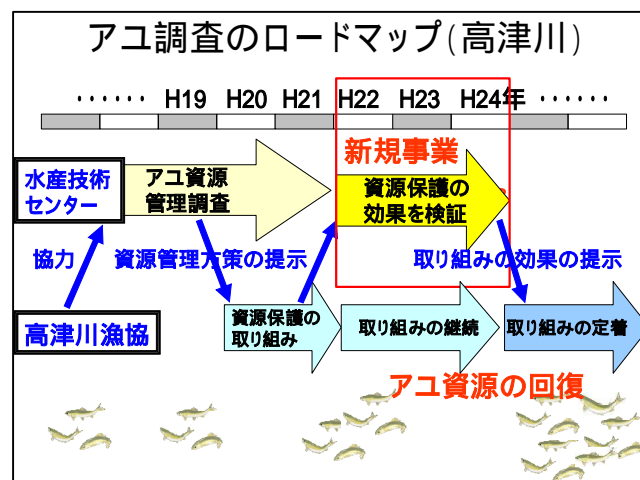 アユ調査のロードマップ(高津川)
‥‥‥ H19 H20 H21 H22 H23 H24年 ‥‥‥
新規事業
水産技術
センター
アユ資源
管理調査
資源保護の
効果を検証
協力
資源管理方策の提示
取り組みの効果の提示
高津川漁協
資源保護の
取り組み
取り組みの継続
取り組みの定着
アユ資源の回復